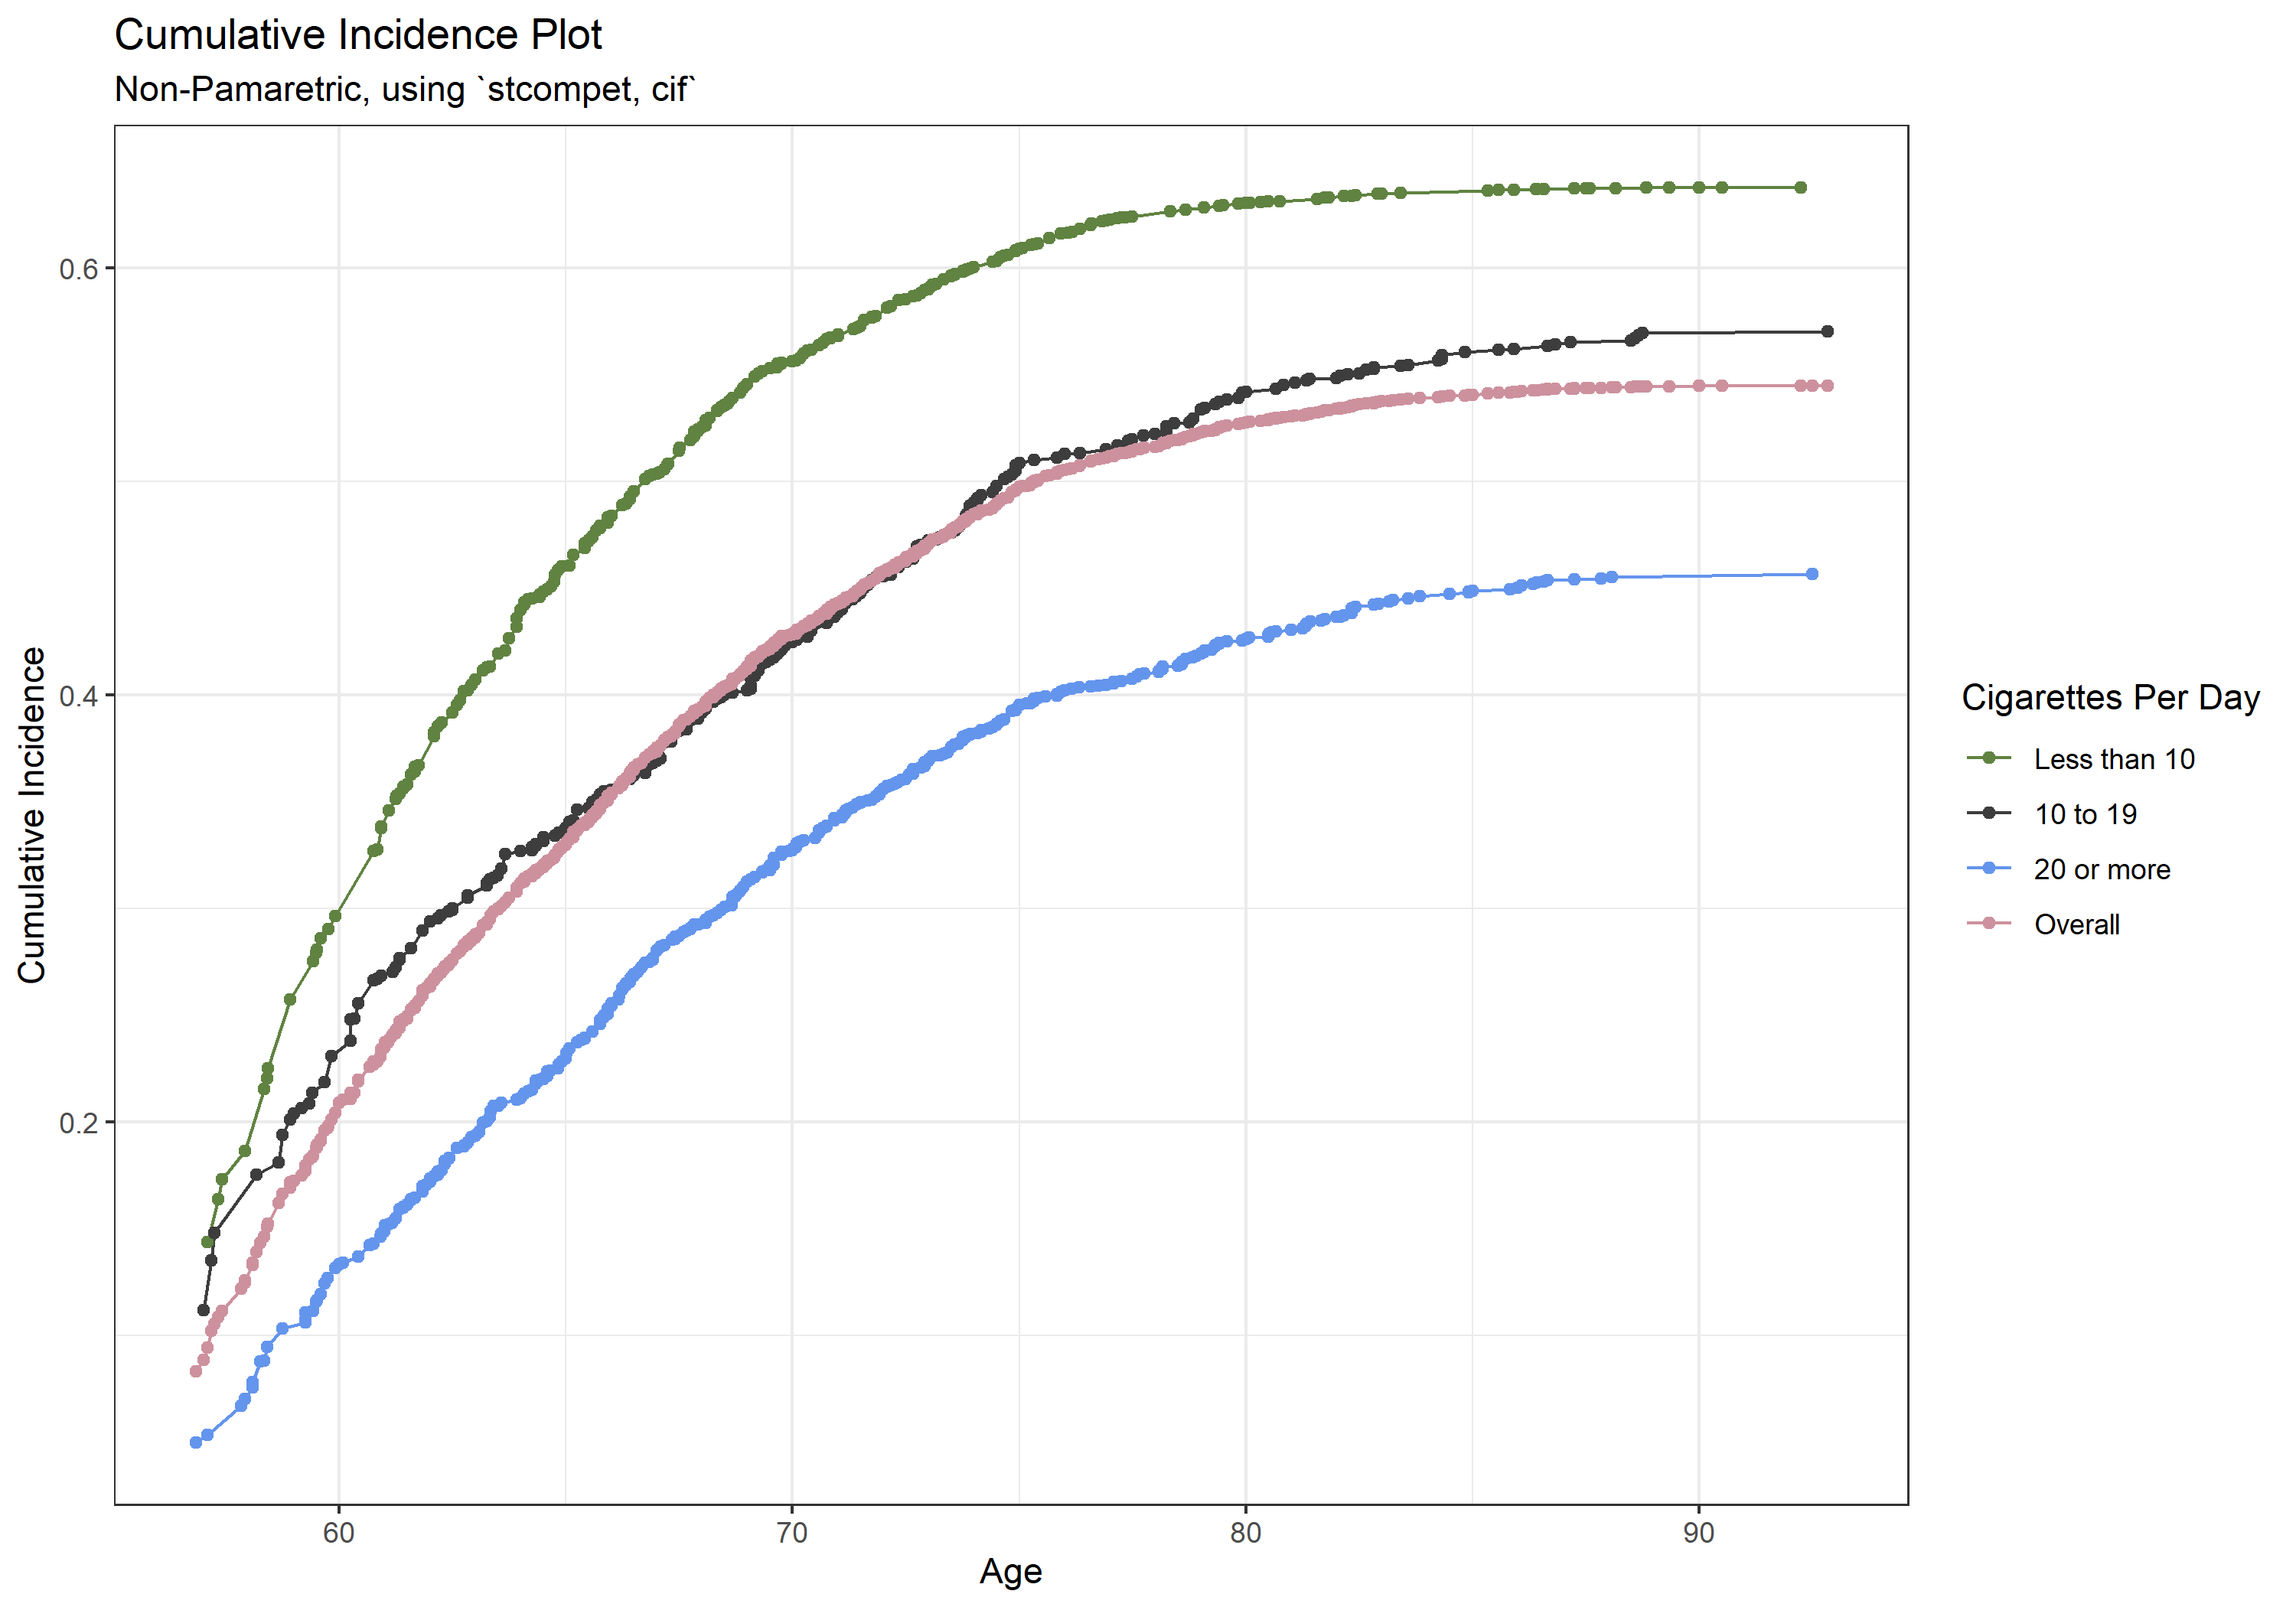 Cumulative Incidence Plot
Non-Pamaretric, using `stcompet, cif`
0.6
0.4
0.2
Cumulative Incidence
60
70
80
90
Age
Cigarettes Per Day
Less than 10
10 to 19
20 or more
Overall